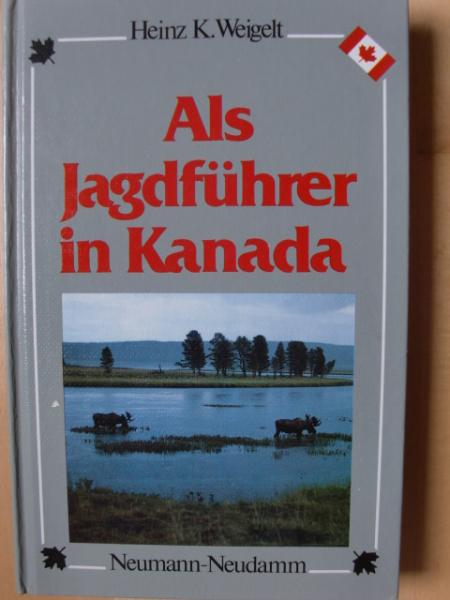 Heinz K. Weigelt
Als
Jagdführer
in Kanada
Neumann-Neudamm